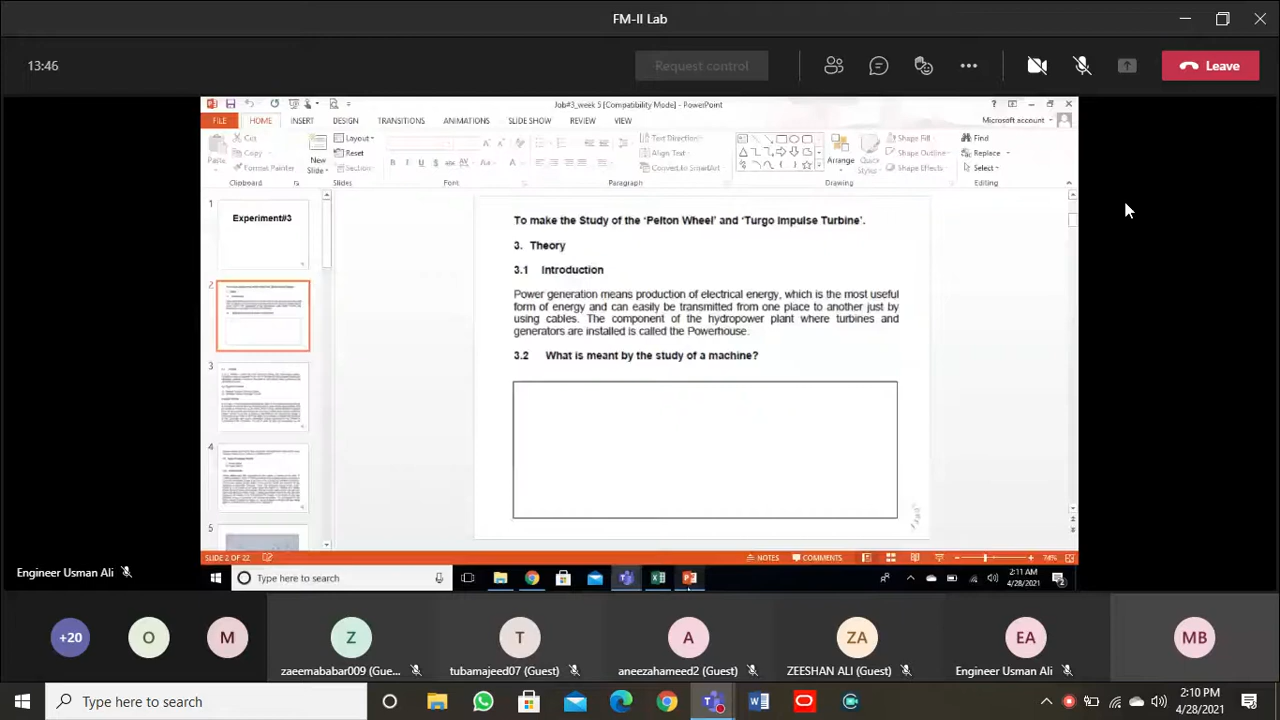 FM-II Lab
13:46
Request control
Leave
Job#3_week 5 [Compatibility Mode] - PowerPoint
FILE HOME INSERT DESIGN TRANSITIONS ANIMATIONS SLIDE SHOW REVIEW VIEW
Microsoft account
Paste
Cut
Copy
Format Painter
Clipboard
New
Slide
Layout
Reset
Section
Slides
Font
Text Direction
Align Text
Convert to SmartArt
Paragraph
Arrange
Quick
Styles
Shape Fill
Shape Outline
Shape Effects
Drawing
Find
Replace
Select
Editing
1
Experiment#3
2
3
4
5
To make the Study of the 'Pelton Wheel' and 'Turgo Impulse Turbine'.
3. Theory
3.1 Introduction
Power generation means production of electrical energy, which is the most useful
form of energy and can easily be transmitted from one place to another just by
using cables. The component of the hydropower plant where turbines and
generators are installed is called the Powerhouse.
3.2 What is meant by the study of a machine?
SLIDE 2 OF 22
NOTES
COMMENTS
74%
Engineer Usman Ali
Type here to search
2:11 AM
4/28/2021
+20
O
M
Z
zaeemababar009 (Gue...
T
tubamajeed07 (Guest)
A
aneezahameed2 (Guest)
ZA
ZEESHAN ALI (Guest)
EA
Engineer Usman Ali
MB
Type here to search
2:10 PM
4/28/2021